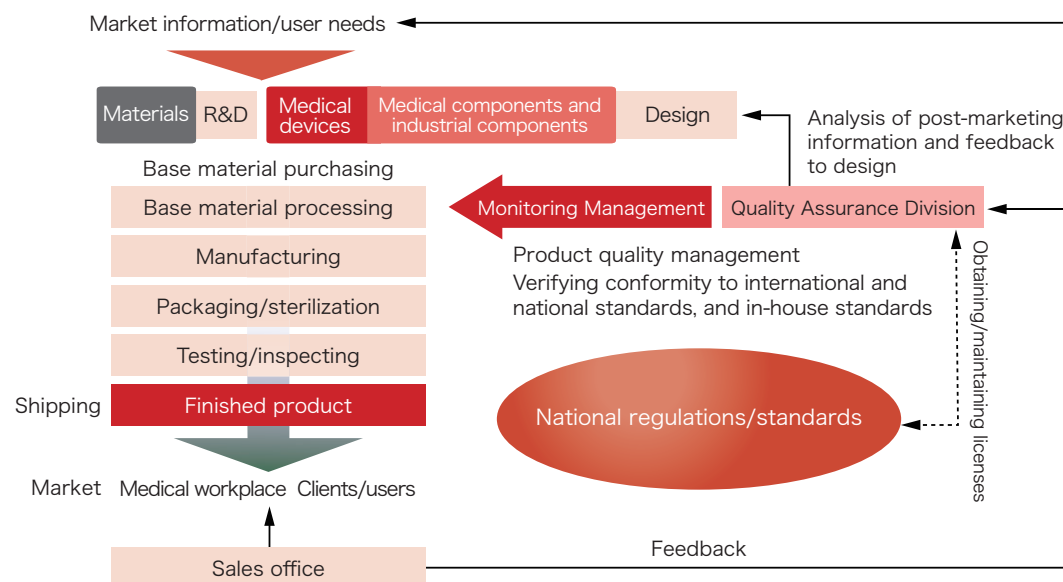 Market information/user needs
Materials
R&D
Medical
devices
Medical components and
industrial components
Design
Analysis of post-marketing
information and feedback
to design
Base material purchasing
Base material processing
Monitoring Management
Quality Assurance Division
Manufacturing
Product quality management
Verifying conformity to international and
national standards, and in-house standards
Packaging/sterilization
Testing/inspecting
Obtaining/maintaining licenses
Shipping
Finished product
National regulations/standards
Market
Medical workplace Clients/users
Feedback
Sales office